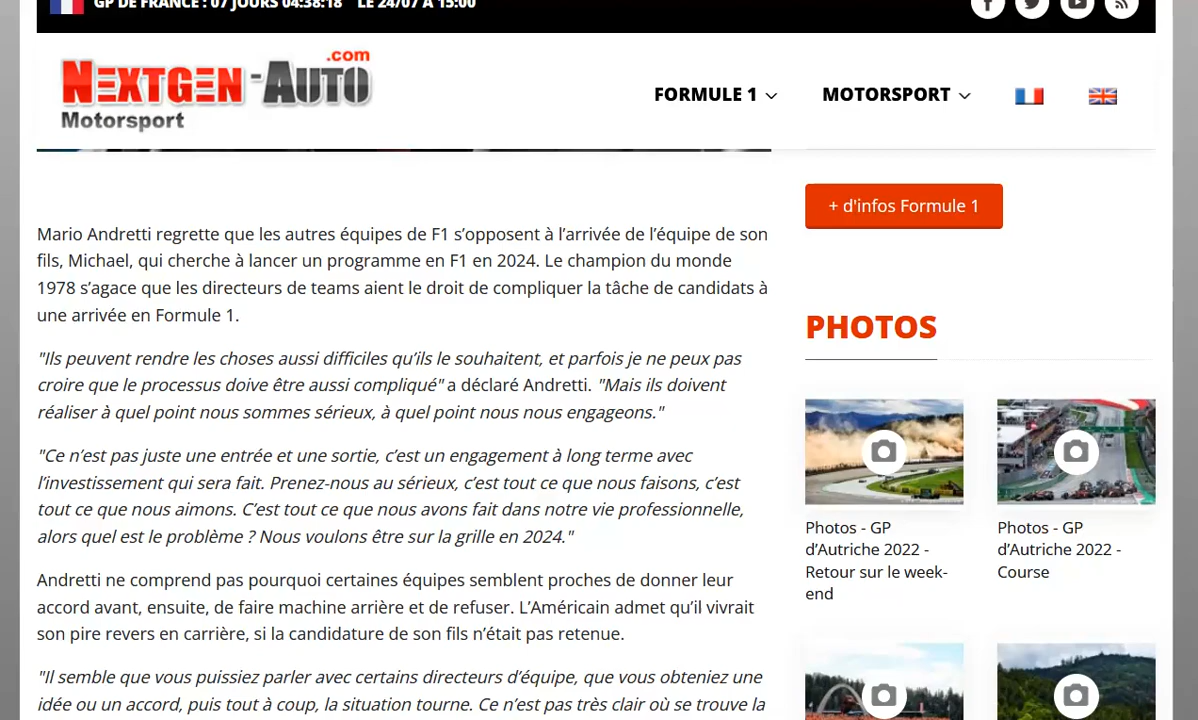 GP DE FRANCE : 07 JOURS 04:38:18 LE 24/07 À 15:00
.com
NEXTGEN-AUTO
Motorsport
FORMULE 1
MOTORSPORT
+ d'infos Formule 1
Mario Andretti regrette que les autres équipes de F1 s’opposent à l’arrivée de l’équipe de son
fils, Michael, qui cherche à lancer un programme en F1 en 2024. Le champion du monde
1978 s’agace que les directeurs de teams aient le droit de compliquer la tâche de candidats à
une arrivée en Formule 1.
"Ils peuvent rendre les choses aussi difficiles qu’ils le souhaitent, et parfois je ne peux pas
croire que le processus doive être aussi compliqué" a déclaré Andretti. "Mais ils doivent
réaliser à quel point nous sommes sérieux, à quel point nous nous engageons."
"Ce n’est pas juste une entrée et une sortie, c’est un engagement à long terme avec
l’investissement qui sera fait. Prenez-nous au sérieux, c’est tout ce que nous faisons, c’est
tout ce que nous aimons. C’est tout ce que nous avons fait dans notre vie professionnelle,
alors quel est le problème ? Nous voulons être sur la grille en 2024."
Andretti ne comprend pas pourquoi certaines équipes semblent proches de donner leur
accord avant, ensuite, de faire machine arrière et de refuser. L’Américain admet qu’il vivrait
son pire revers en carrière, si la candidature de son fils n’était pas retenue.
"Il semble que vous puissiez parler avec certains directeurs d’équipe, que vous obteniez une
idée ou un accord, puis tout à coup, la situation tourne. Ce n’est pas très clair où se trouve la
PHOTOS
Photos - GP
d’Autriche 2022 -
Retour sur le week-
end
Photos - GP
d’Autriche 2022 -
Course